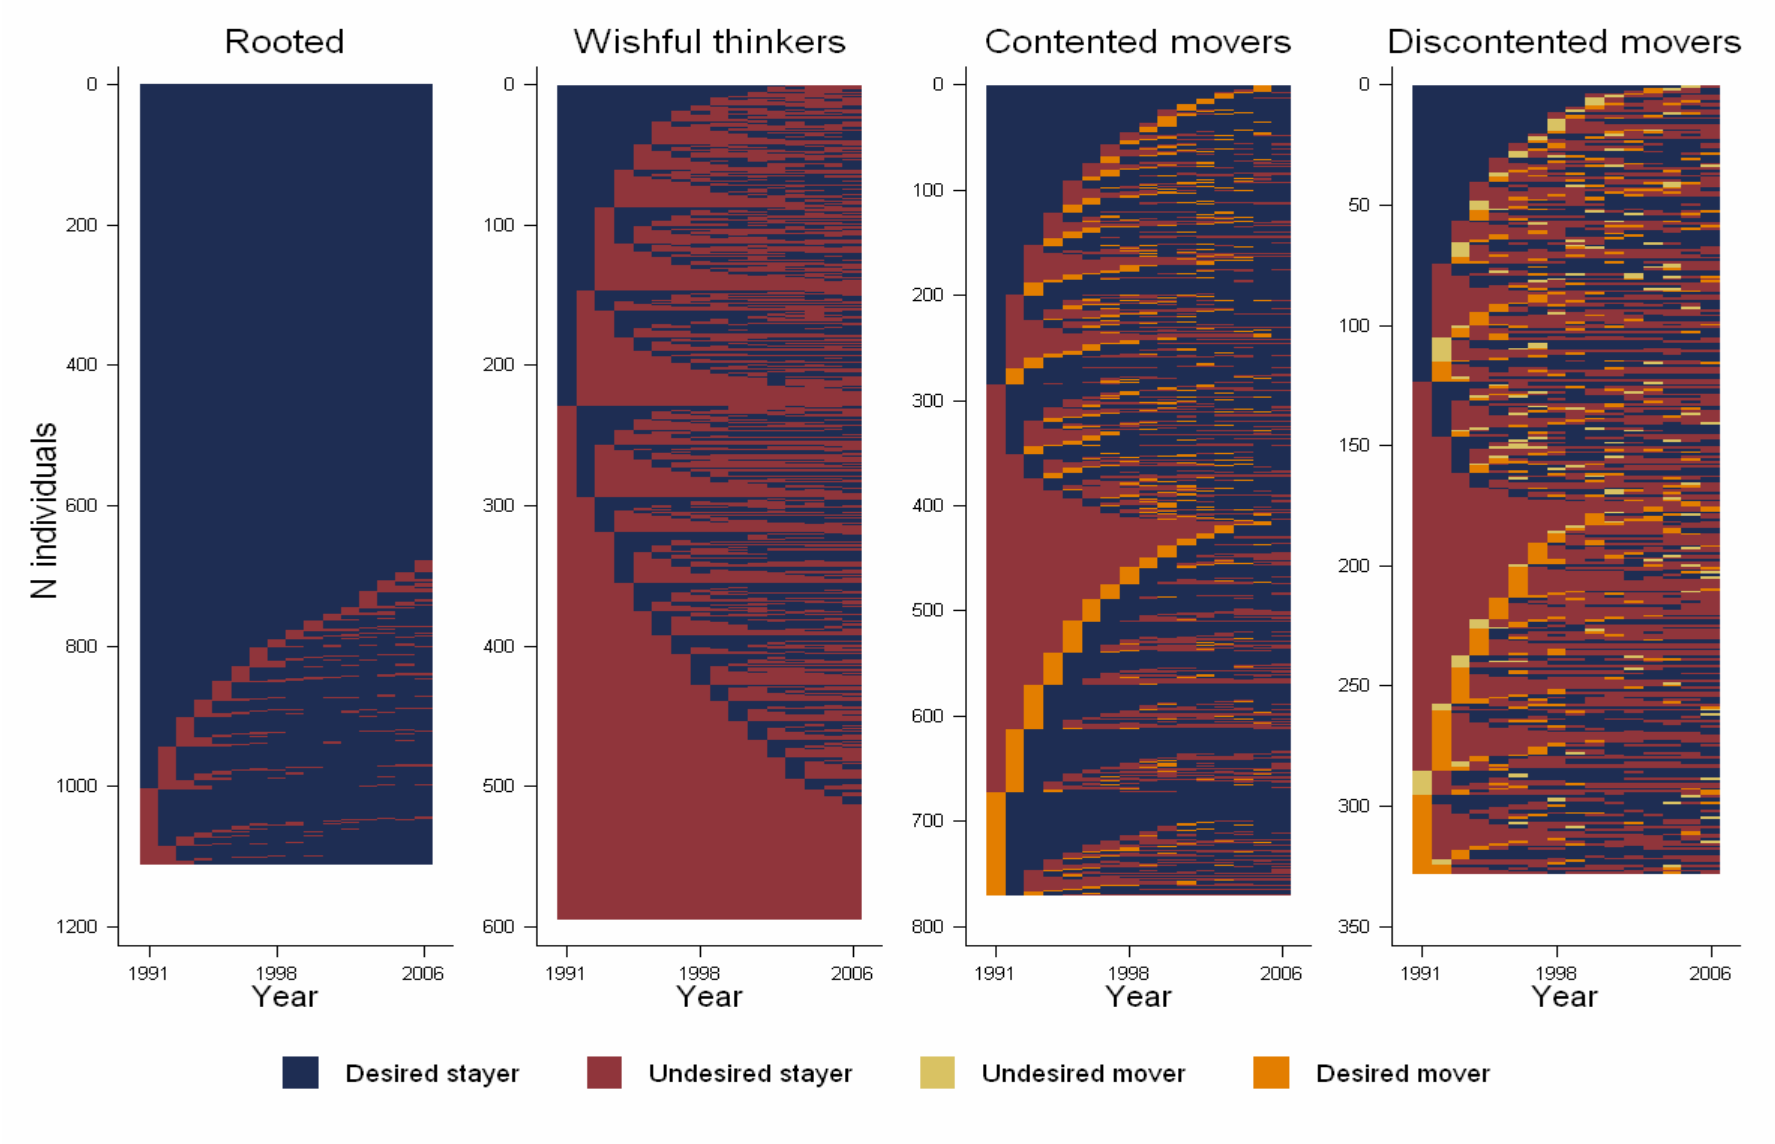 Rooted
Wishful thinkers
Contented movers
Discontented movers
N individuals
0
200
400
600
800
1000
1200
1991 1998 2006
Year
0
100
200
300
400
500
600
1991 1998 2006
Year
0
100
200
300
400
500
600
700
800
1991 1998 2006
Year
0
50
100
150
200
250
300
350
1991 1998 2006
Year
Desired stayer
Undesired stayer
Undesired mover
Desired mover